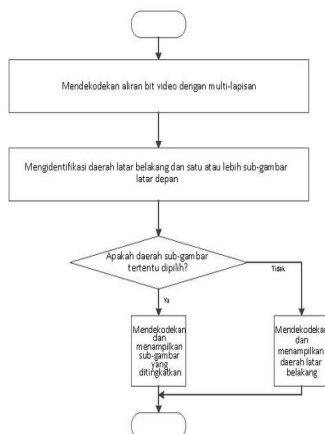 Mendekodekan aliran bit video dengan multi-lapisan
Mengidentifikasi daerah latar belakang dan satu atau lebih sub-gambar
latar depan
Apakah daerah sub-gambar
tertentu dipilih?
Tidak
Ya
Mendekodekan
dan
menampilkan
sub-gambar
yang
ditingkatkan
Mendekodekan
dan
menampilkan
daerah latar
belakang